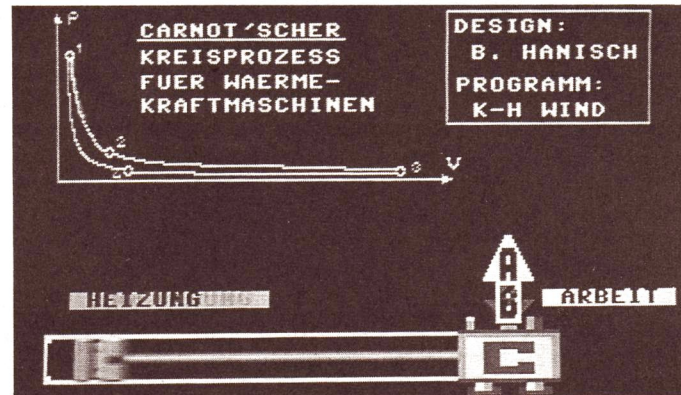 P
CARNOT'SCHER
KREISPROZESS
FUER WAERME-
KRAFTMASCHINEN
DESIGN:
B. HANISCH
PROGRAMM:
K-H WIND
1
2
3
V
A
B
HEIZUNG
ARBEIT
C